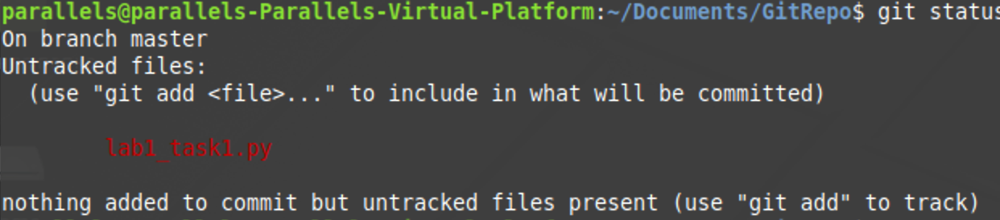 parallels@parallels-Parallels-Virtual-Platform:~/Documents/GitRepo$ git status
On branch master
Untracked files:
(use "git add <file>..." to include in what will be committed)
lab1_task1.py
nothing added to commit but untracked files present (use "git add" to track)